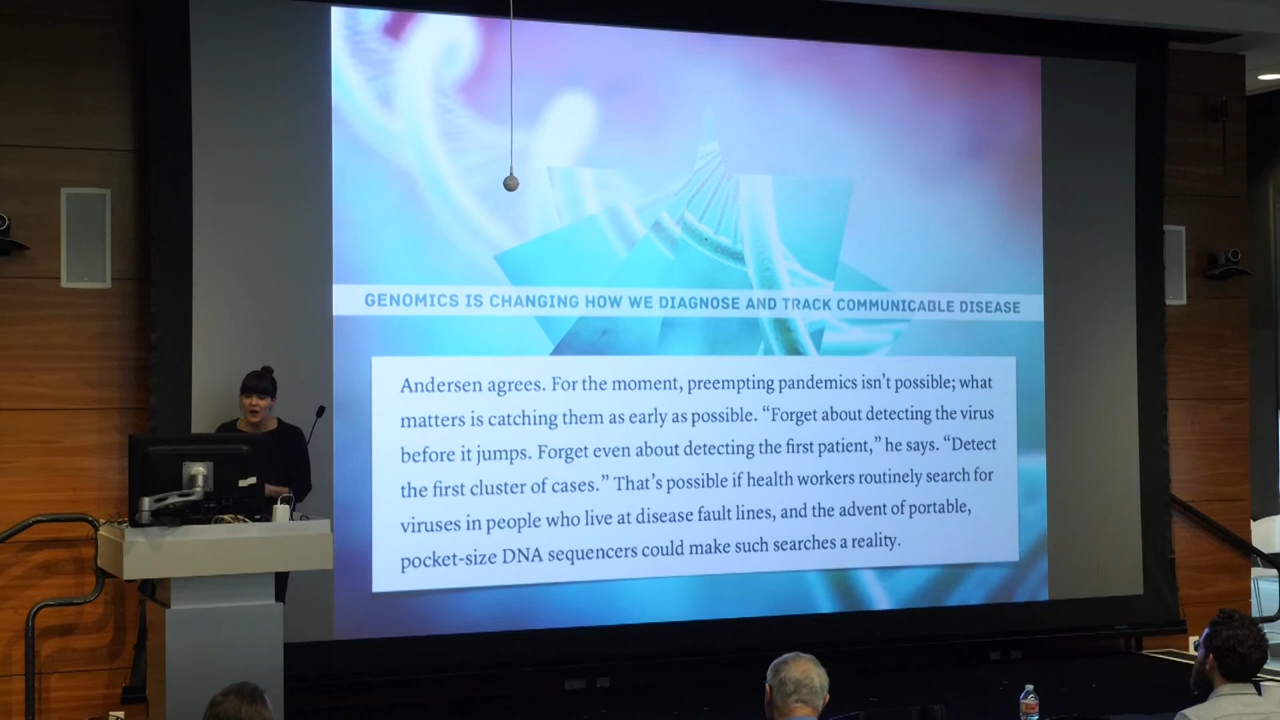 GENOMICS IS CHANGING HOW WE DIAGNOSE AND TRACK COMMUNICABLE DISEASE
Andersen agrees. For the moment, preempting pandemics isn't possible; what
matters is catching them as early as possible. “Forget about detecting the virus
before it jumps. Forget even about detecting the first patient,” he says. “Detect
the first cluster of cases.” That's possible if health workers routinely search for
viruses in people who live at disease fault lines, and the advent of portable,
pocket-size DNA sequencers could make such searches a reality.